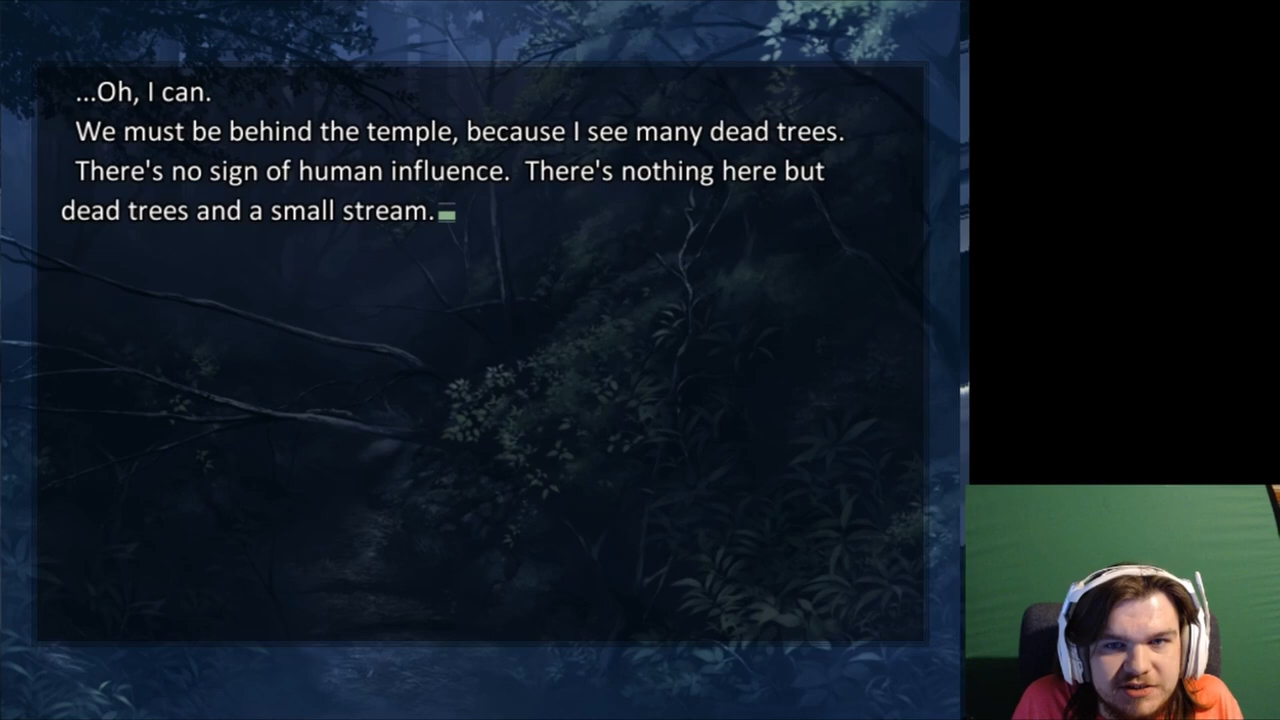 ...Oh, I can.
We must be behind the temple, because I see many dead trees.
There's no sign of human influence.  There's nothing here but
dead trees and a small stream.